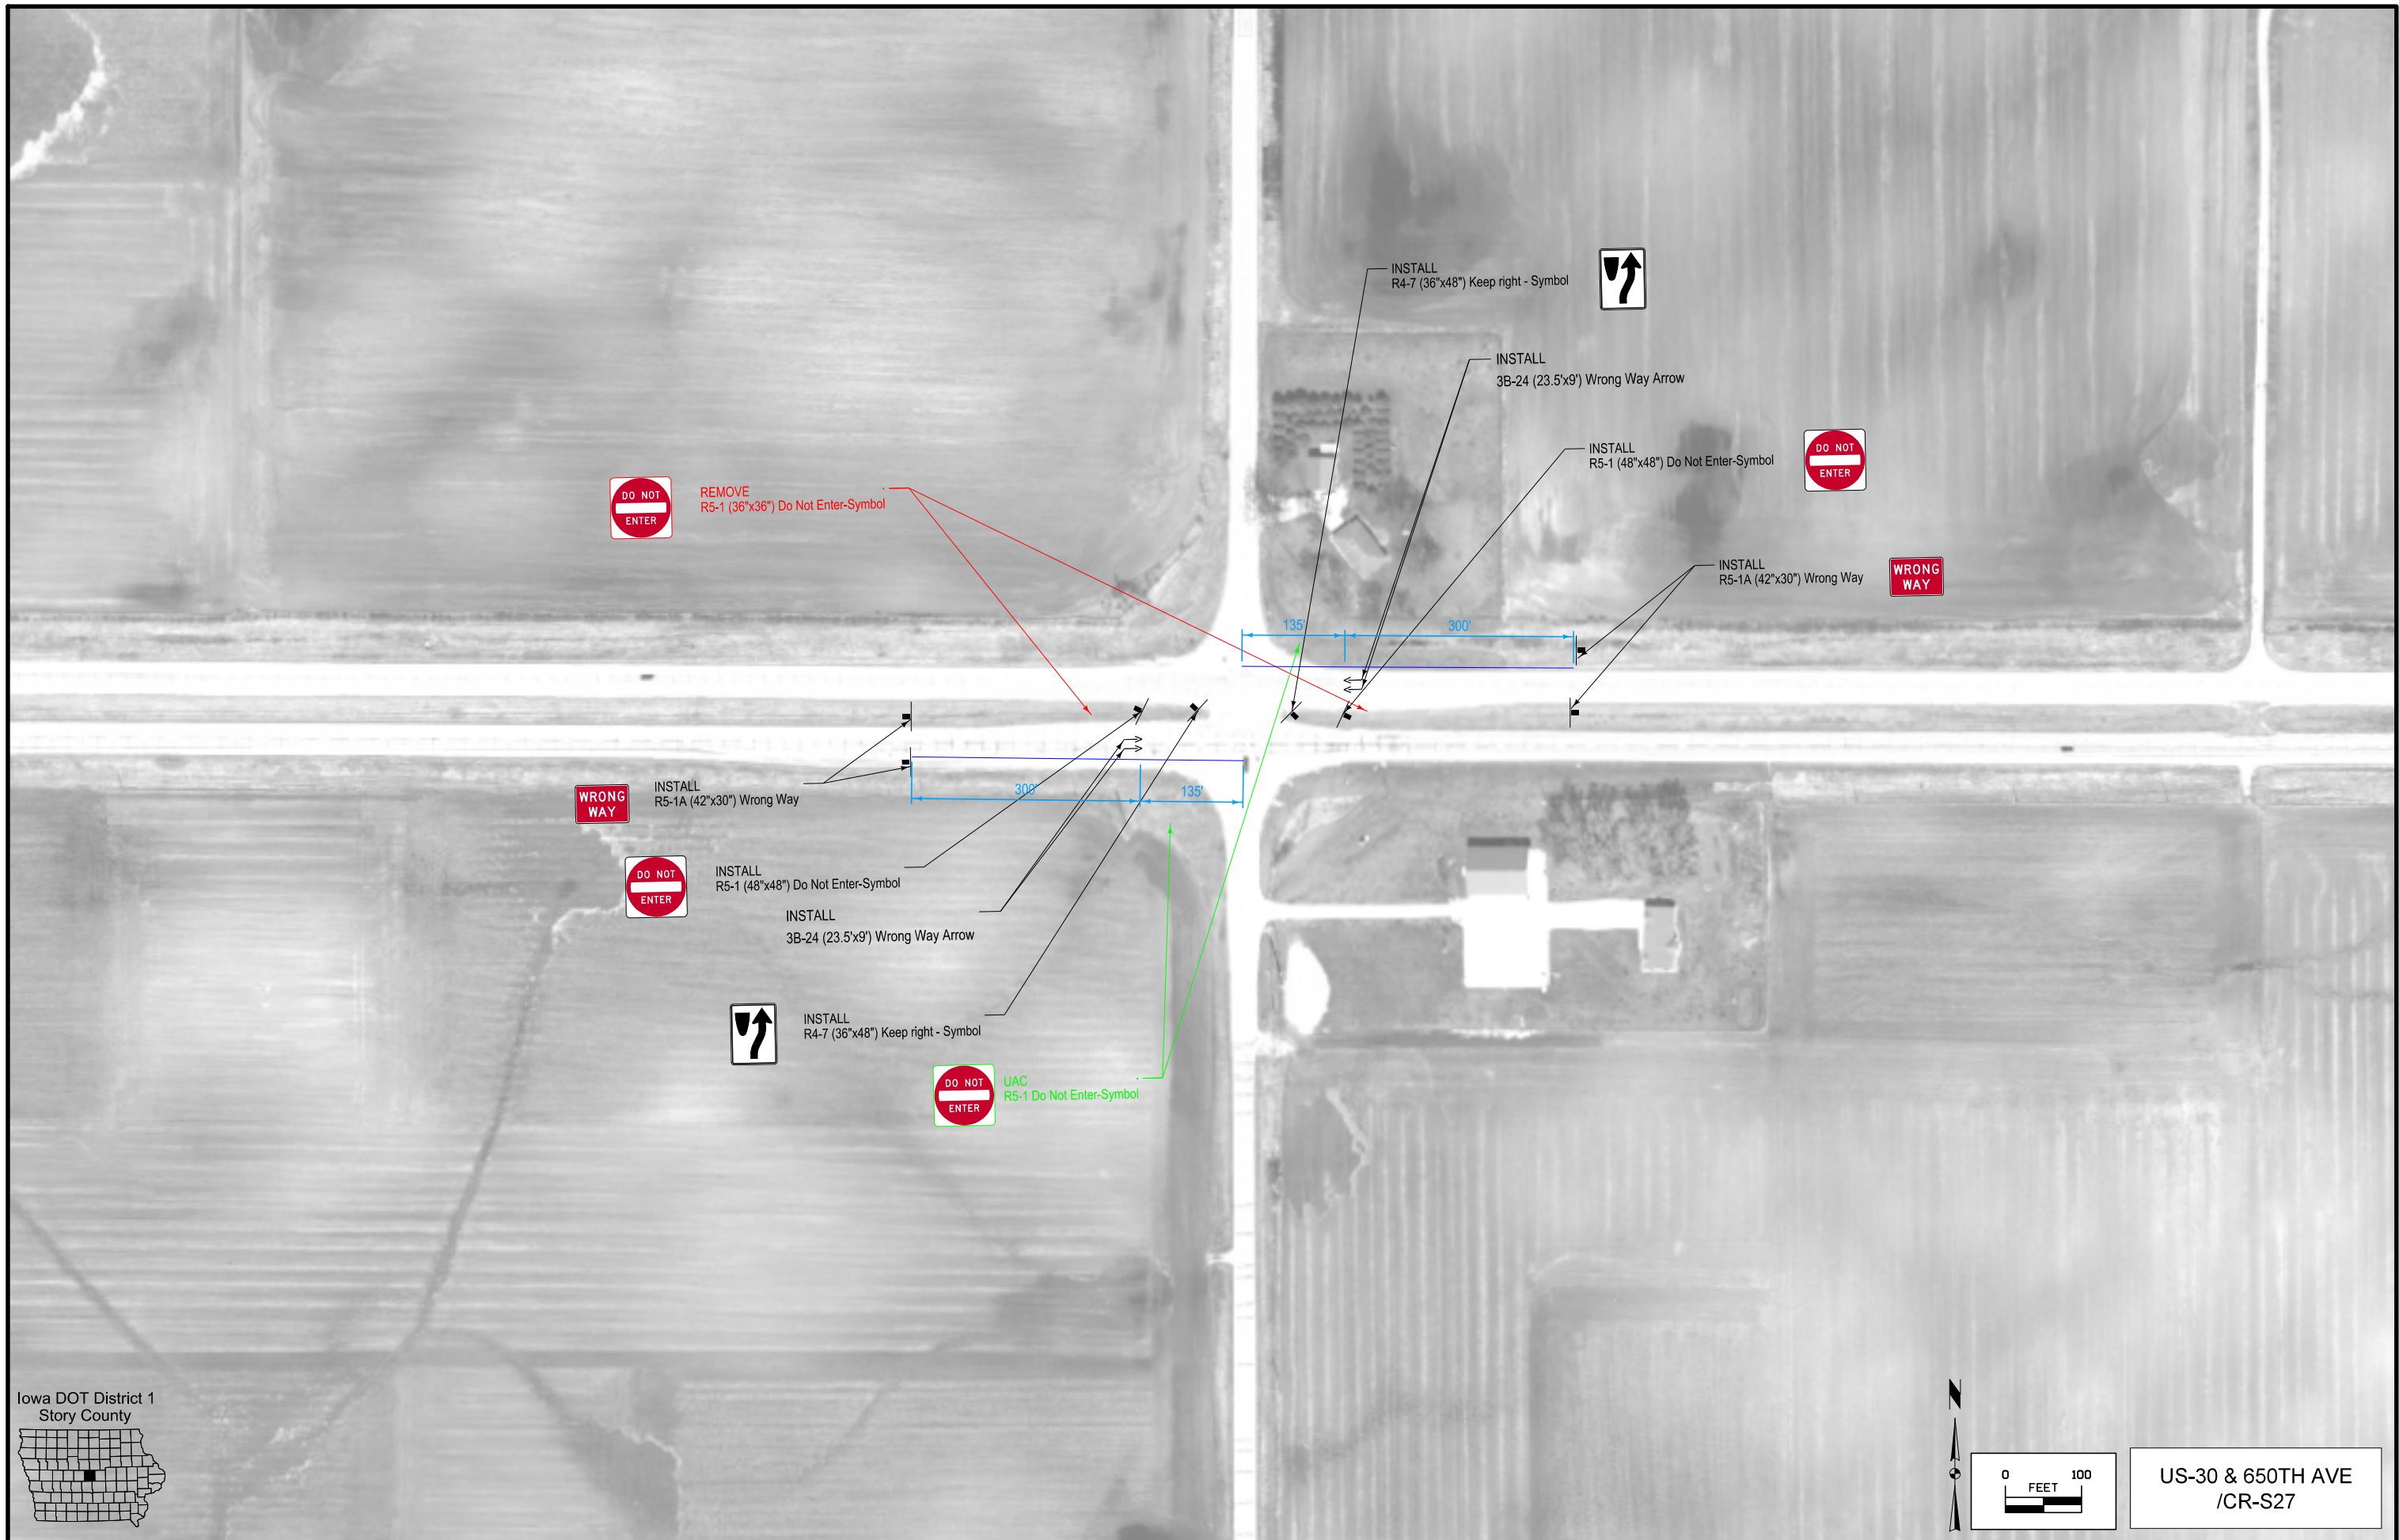 INSTALL
R4-7 (36"x48") Keep right - Symbol
INSTALL
3B-24 (23.5'x9') Wrong Way Arrow
INSTALL
R5-1 (48"x48") Do Not Enter-Symbol
DO NOT
ENTER
DO NOT
ENTER
REMOVE
R5-1 (36"x36") Do Not Enter-Symbol
INSTALL
R5-1A (42"x30") Wrong Way
WRONG
WAY
135'
300'
WRONG
WAY
INSTALL
R5-1A (42"x30") Wrong Way
300'
135'
DO NOT
ENTER
INSTALL
R5-1 (48"x48") Do Not Enter-Symbol
INSTALL
3B-24 (23.5'x9') Wrong Way Arrow
INSTALL
R4-7 (36"x48") Keep right - Symbol
DO NOT
ENTER
UAC
R5-1 Do Not Enter-Symbol
Iowa DOT District 1
Story County
N
0 100
FEET
US-30 & 650TH AVE
/CR-S27